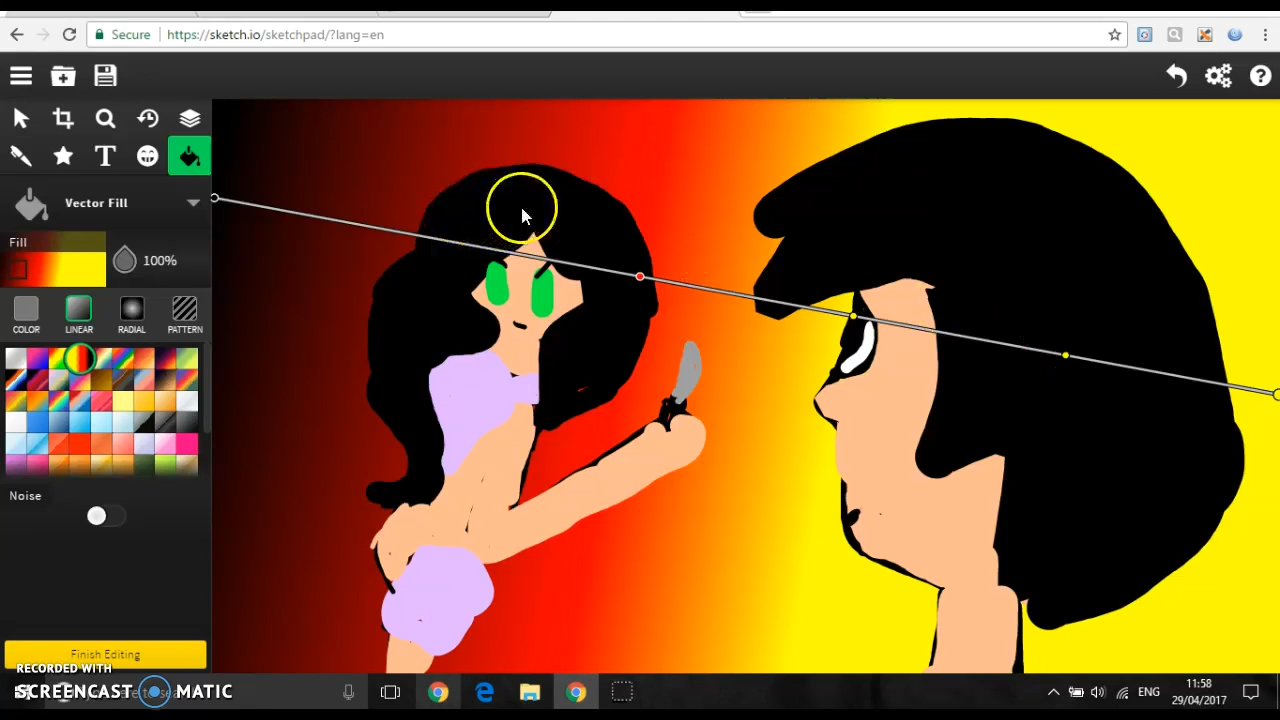 Secure
https://sketch.io/sketchpad/?lang=en
T
Vector Fill
Fill
100%
COLOR
LINEAR
RADIAL
PATTERN
Noise
Finish Editing
RECORDED WITH
SCREENCAST MATIC
ENG
11:58
29/04/2017